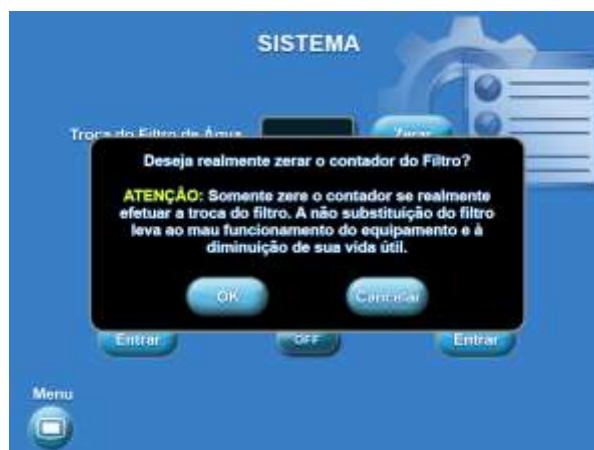 SISTEMA
Troca do Filtro de Água
Zerar
Deseja realmente zerar o contador do Filtro?
ATENÇÃO: Somente zere o contador se realmente
efetuar a troca do filtro. A não substituição do filtro
leva ao mau funcionamento do equipamento e à
diminuição de sua vida útil.
OK
Cancelar
Entrar
OFF
Entrar
Menu